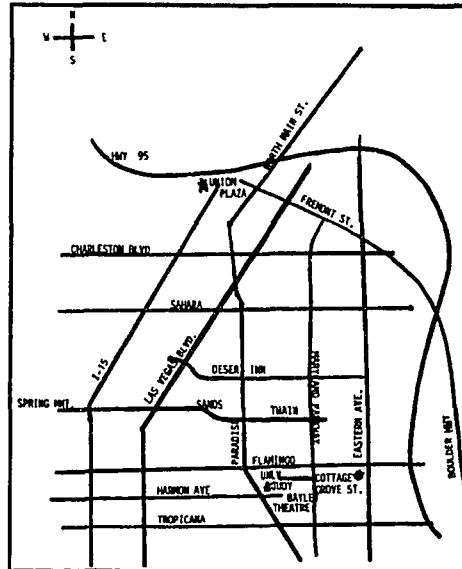 N
W E
S
NORTH MAIN ST.
HWY 95
UNION
PLAZA
FREMONT ST.
CHARLESTON BLVD.
SAHARA
I-15
LAS VEGAS BLVD.
DESERT INN
MARYLAND PARKWAY
SPRING MNT.
SANDS
TWAIN
PARADISE
EASTERN AVE.
BOULDER HWY
FLAMINGO
UNLV
COTTAGE
GROVE ST.
HARMON AVE
JUDY
BAYLEY
THEATRE
TROPICANA